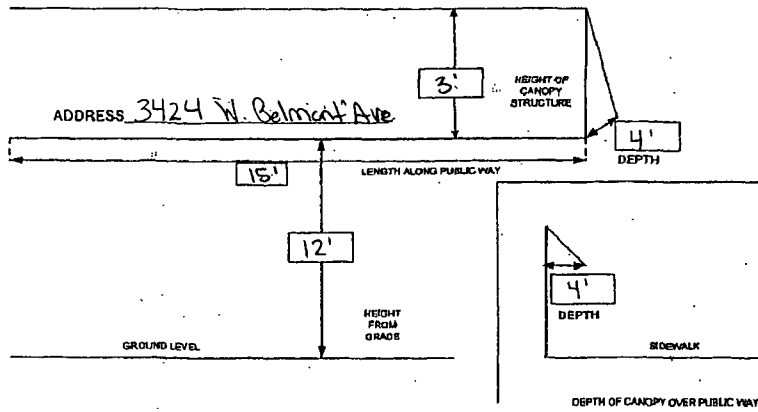 3'
HEIGHT OF
CANOPY
STRUCTURE
ADDRESS 3424 W. Belmont Ave
4'
DEPTH
15'
LENGTH ALONG PUBLIC WAY
12'
HEIGHT
FROM
GRADE
GROUND LEVEL
4'
DEPTH
SIDEWALK
DEPTH OF CANOPY OVER PUBLIC WAY